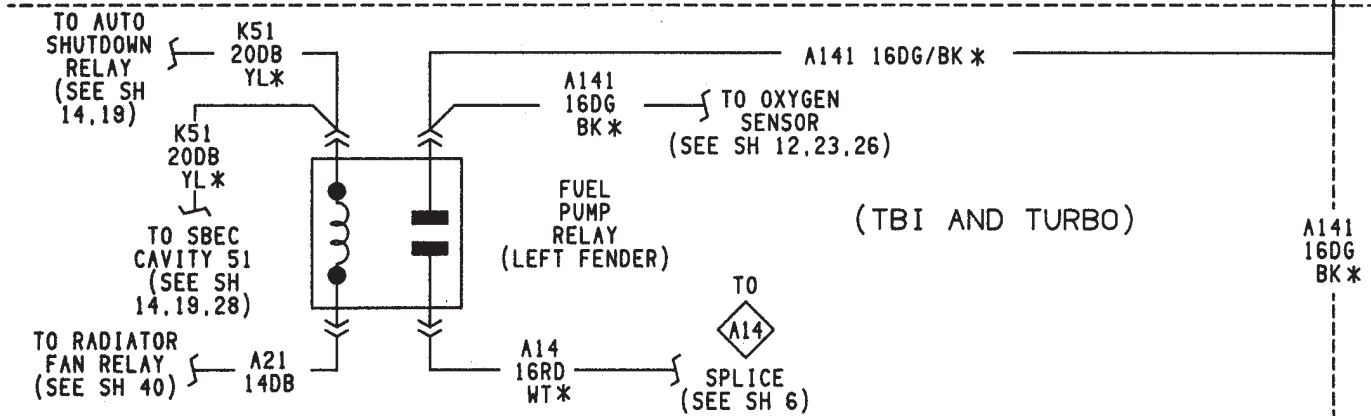 TO AUTO
SHUTDOWN
RELAY
(SEE SH
14,19)
K51
20DB
YL*
A141 16DG/BK *
A141
16DG
BK *
TO OXYGEN
SENSOR
(SEE SH 12,23,26)
K51
20DB
YL *
TO SBEC
CAVITY 51
(SEE SH
14,19,28)
FUEL
PUMP
RELAY
(LEFT FENDER)
(TBI AND TURBO)
A141
16DG
BK *
TO RADIATOR
FAN RELAY
(SEE SH 40)
A21
14DB
A14
16RD
WT *
TO
A14
SPLICE
(SEE SH 6)